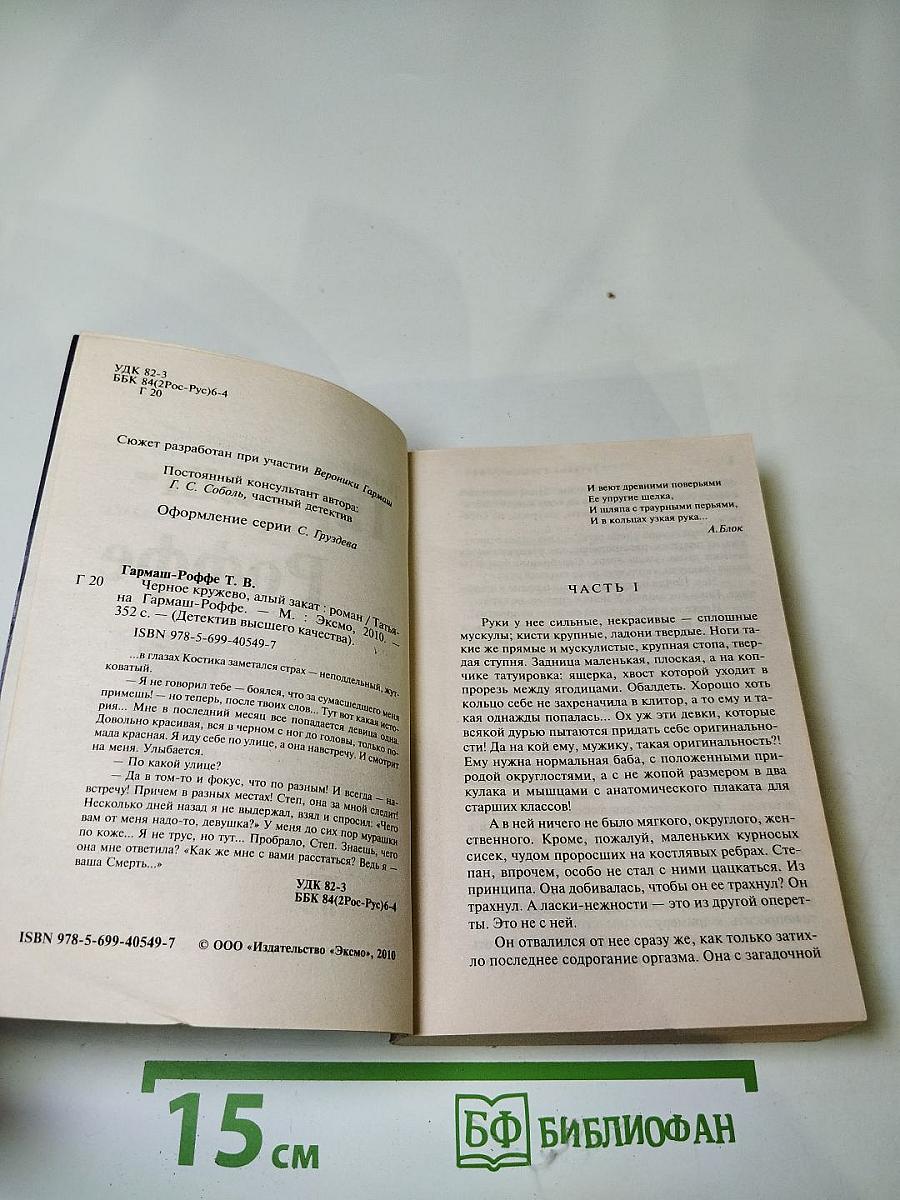 УДК 82-3
ББК 84(2Рос-Рус)6-4
Г 20
Сюжет разработан при участии Вероники Гармаш
Постоянный консультант автора:
Г. С. Соболь, частный детектив
Оформление серии С. Груздева
Гармаш-Роффе Т. В.
Г 20 Черное кружево, алый закат : роман / Татья-
на Гармаш-Роффе. — М. : Эксмо, 2010. —
352 с. — (Детектив высшего качества).
ISBN 978-5-699-40549-7
...в глазах Костика заметался страх — неподдельный, жут-
коватый.
— Я не говорил тебе — боялся, что за сумасшедшего меня
примешь! — но теперь, после твоих слов... Тут вот какая исто-
рия... Мне в последний месяц все попадается девица одна.
Довольно красивая, вся в черном с ног до головы, только по-
мада красная. Я иду себе по улице, а она навстречу. И смотрит
на меня. Улыбается.
— По какой улице?
— Да в том-то и фокус, что по разным! И всегда — на-
встречу! Причем в разных местах! Степ, она за мной следит!
Несколько дней назад я не выдержал, взял и спросил: «Чего
вам от меня надо-то, девушка?» У меня до сих пор мурашки
по коже... Я не трус, но тут... Пробрало, Степ. Знаешь, чего
она мне ответила? «Как же мне с вами расстаться? Ведь я —
ваша Смерть...»
УДК 82-3
ББК 84(2Рос-Рус)6-4
ISBN 978-5-699-40549-7 © ООО «Издательство «Эксмо», 2010
И веют древними поверьями
Ее упругие шелка,
И шляпа с траурными перьями,
И в кольцах узкая рука...
А.Блок
ЧАСТЬ I
Руки у нее сильные, некрасивые — сплошные
мускулы; кисти крупные, ладони твердые. Ноги та-
кие же прямые и мускулистые, крупная стопа, твер-
дая ступня. Задница маленькая, плоская, а на коп-
чике татуировка: ящерка, хвост которой уходит в
прорезь между ягодицами. Обалдеть. Хорошо хоть
кольцо себе не захреначила в клитор, а то ему и та-
кая однажды попалась... Ох уж эти девки, которые
всякой дурью пытаются придать себе оригинально-
сти! Да на кой ему, мужику, такая оригинальность?!
Ему нужна нормальная баба, с положенными при-
родой округлостями, а с не жопой размером в два
кулака и мышцами с анатомического плаката для
старших классов!
А в ней ничего не было мягкого, округлого, жен-
ственного. Кроме, пожалуй, маленьких курносых
сисек, чудом проросших на костлявых ребрах. Сте-
пан, впрочем, особо не стал с ними цацкаться. Из
принципа. Она добивалась, чтобы он ее трахнул? Он
трахнул. А ласки-нежности — это из другой оперет-
ты. Это не с ней.
Он отвалился от нее сразу же, как только затих-
ло последнее содрогание оргазма. Она с загадочной
15 см
БФ БИБЛИОФАН